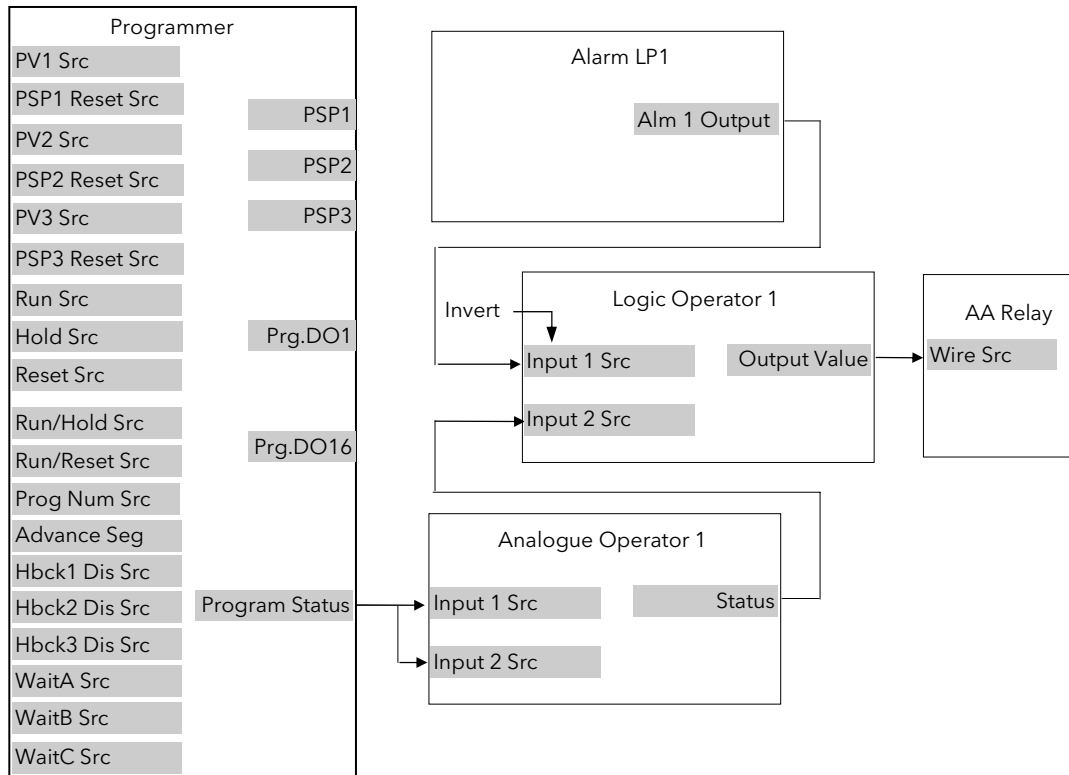 Programmer
PV1 Src
PSP1 Reset Src
PV2 Src
PSP2 Reset Src
PV3 Src
PSP3 Reset Src
Run Src
Hold Src
Reset Src
Run/Hold Src
Run/Reset Src
Prog Num Src
Advance Seg
Hbck1 Dis Src
Hbck2 Dis Src
Hbck3 Dis Src
WaitA Src
WaitB Src
WaitC Src
PSP1
PSP2
PSP3
Prg.DO1
Prg.DO16
Program Status
Alarm LP1
Alm 1 Output
Invert
Logic Operator 1
Input 1 Src
Input 2 Src
Output Value
AA Relay
Wire Src
Analogue Operator 1
Input 1 Src
Input 2 Src
Status